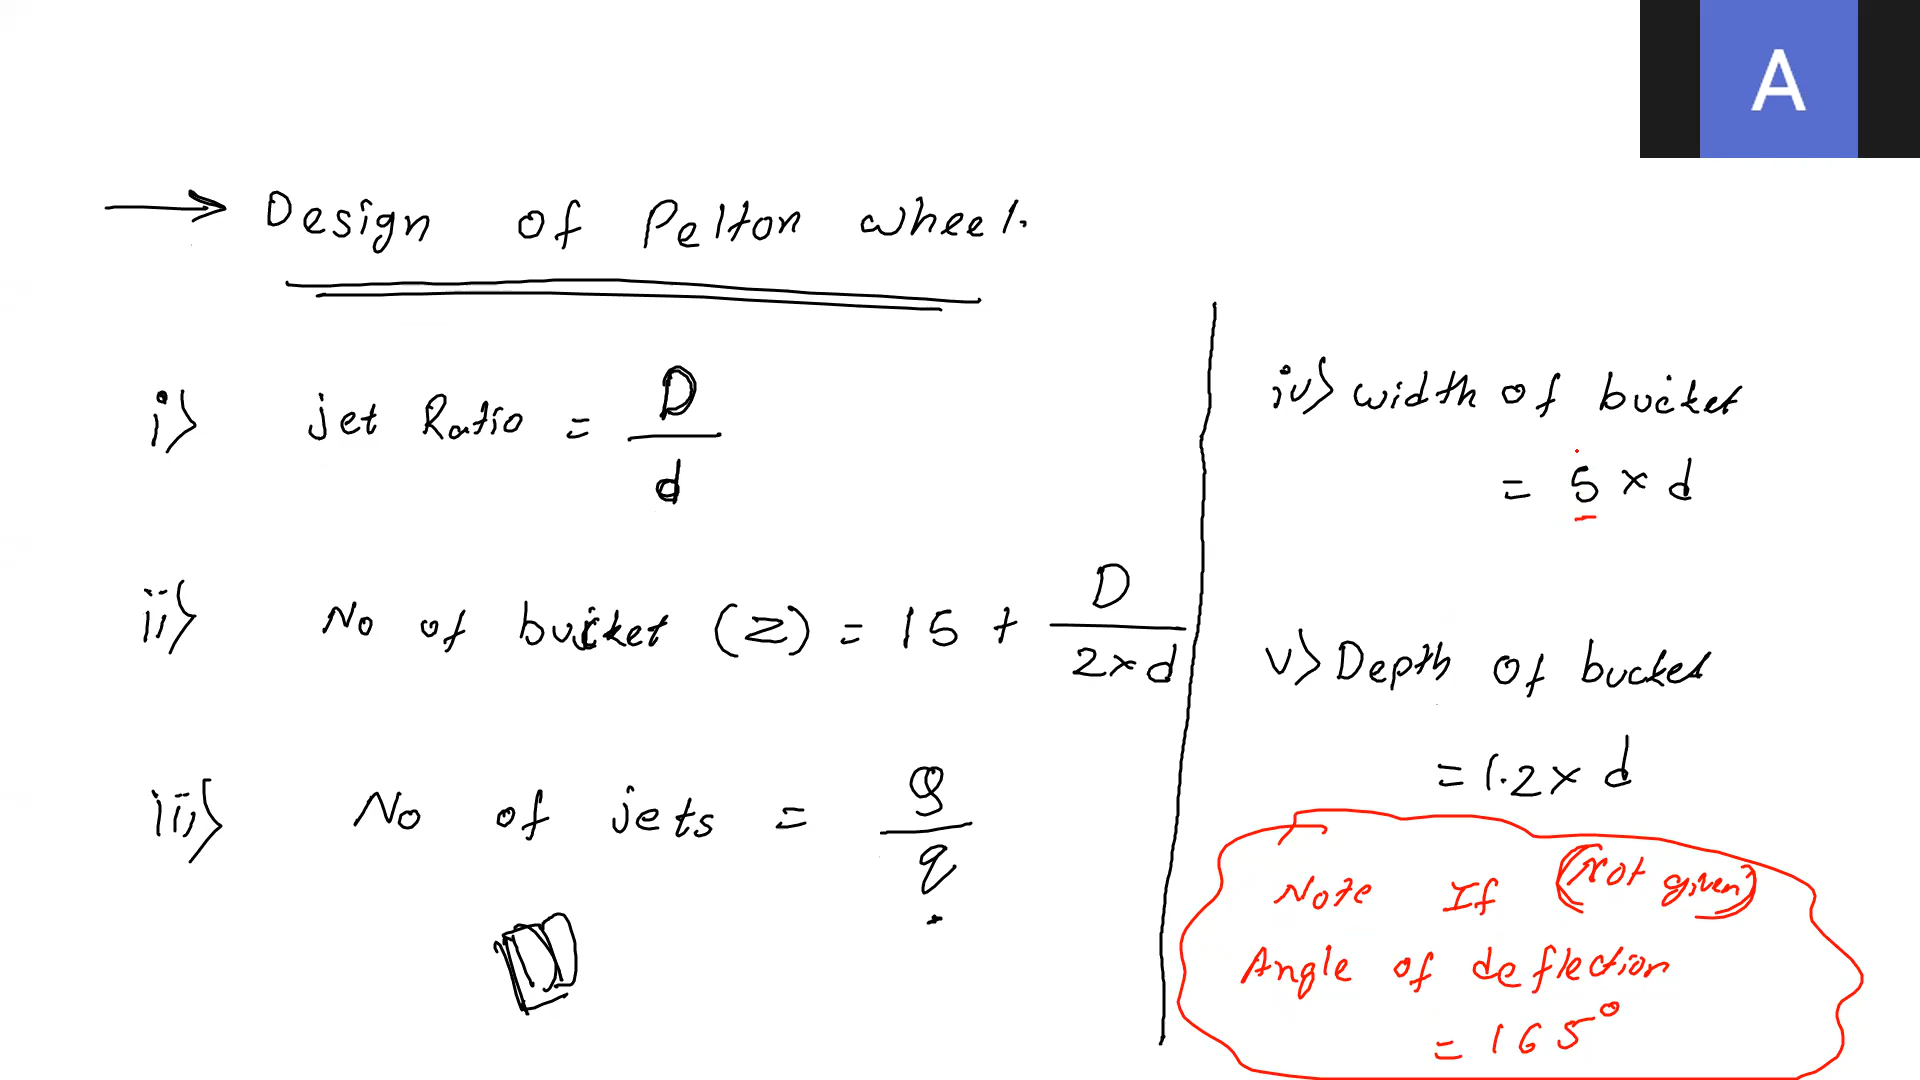 A
→ Design of Pelton wheel.
i) jet Ratio = D / d
ii) No of bucket (Z) = 15 + D / 2×d
iii) No of jets = Q / q
iv) width of bucket
= 5 × d
v) Depth of bucket
= 1.2 × d
Note If (Not given)
Angle of deflection
= 165°